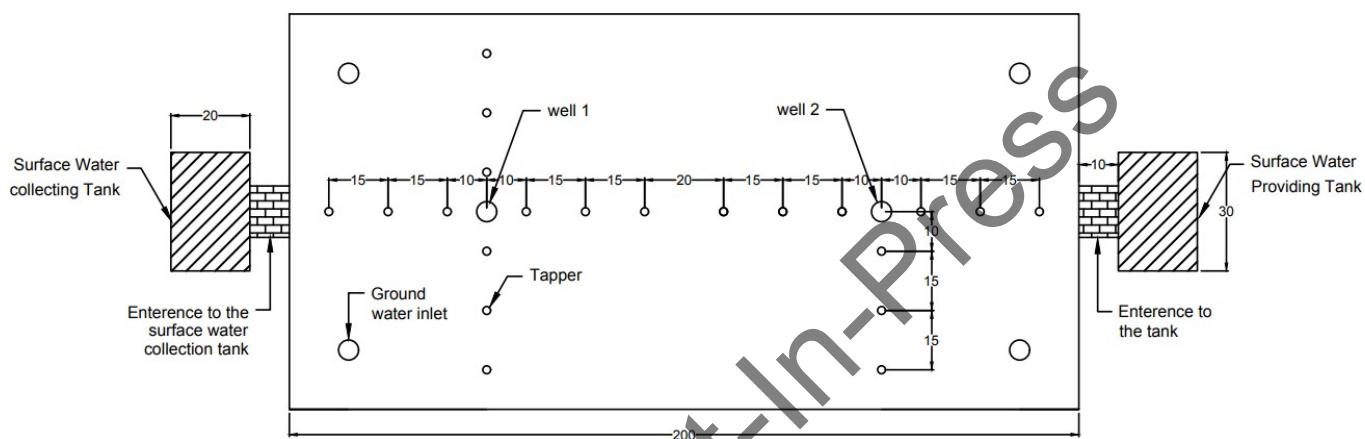 well 1
well 2
20
10
Surface Water
collecting Tank
Surface Water
Providing Tank
15
15
10
10
15
15
20
15
15
10
10
15
15
30
10
Tapper
15
Ground
water inlet
Enterence to the
surface water
collection tank
Enterence to
the tank
15
200
t-In-Press